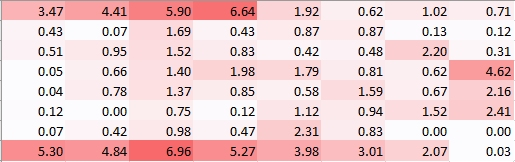 3.47 4.41 5.90 6.64 1.92 0.62 1.02 0.71
0.43 0.07 1.69 0.43 0.87 0.87 0.13 0.12
0.51 0.95 1.52 0.83 0.42 0.48 2.20 0.31
0.05 0.66 1.40 1.98 1.79 0.81 0.62 4.62
0.04 0.78 1.37 0.85 0.58 1.59 0.67 2.16
0.12 0.00 0.75 0.12 1.12 0.94 1.52 2.41
0.07 0.42 0.98 0.47 2.31 0.83 0.00 0.00
5.30 4.84 6.96 5.27 3.98 3.01 2.07 0.03